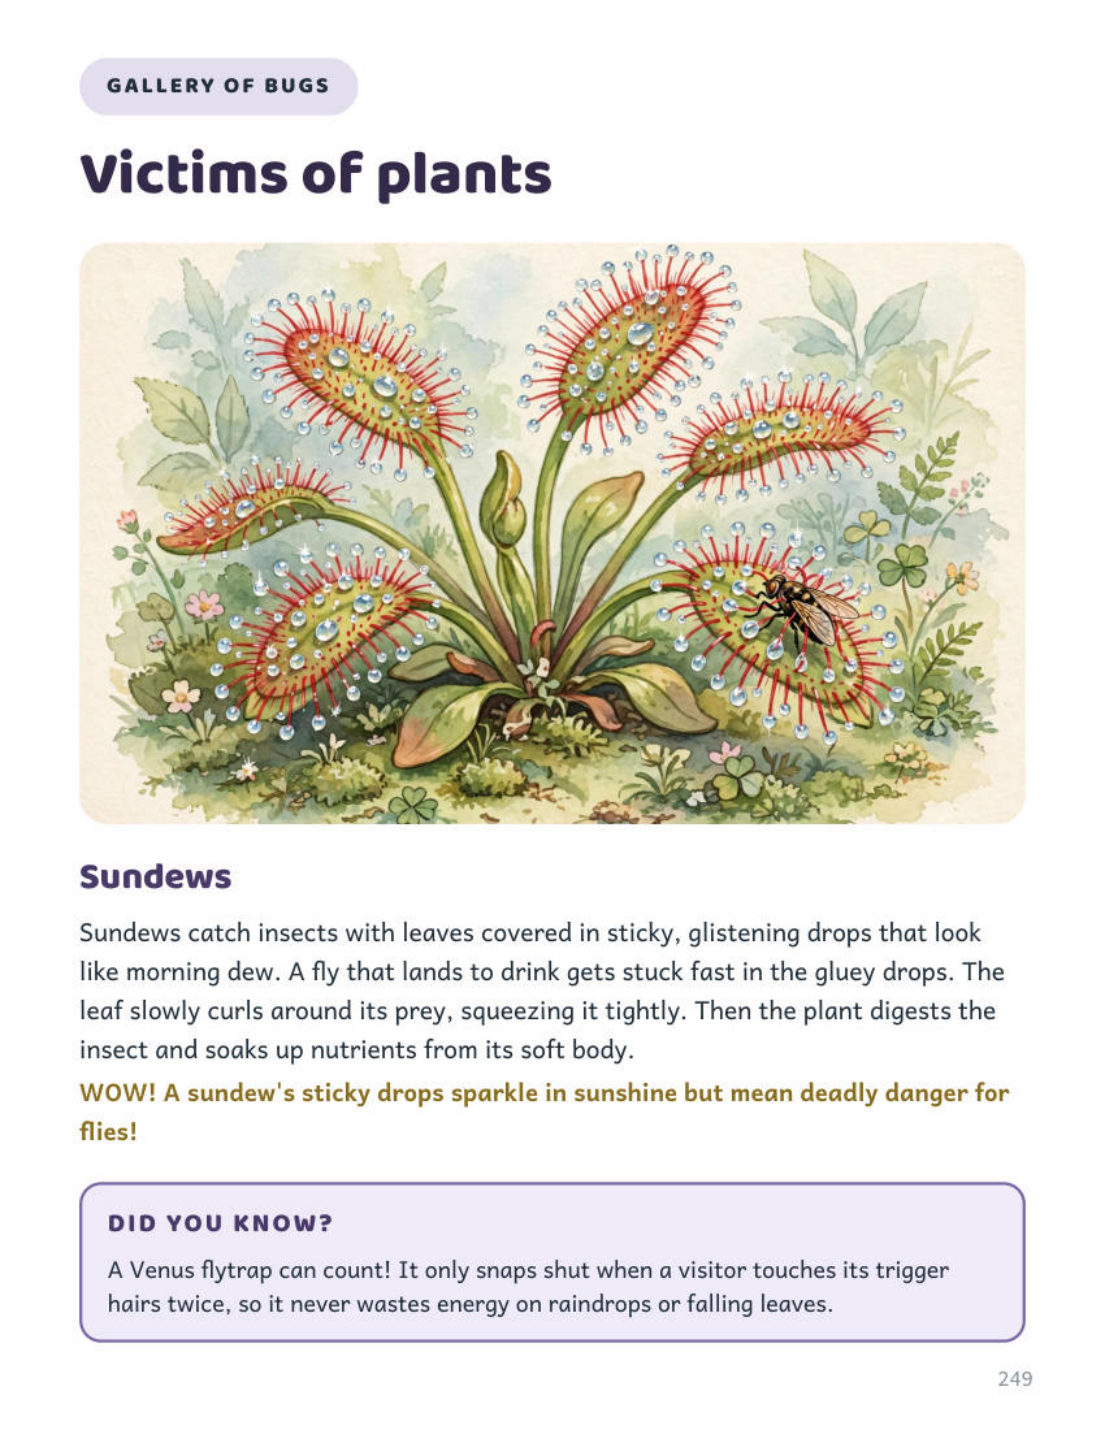 GALLERY OF BUGS
Victims of plants
Sundews
Sundews catch insects with leaves covered in sticky, glistening drops that look
like morning dew. A fly that lands to drink gets stuck fast in the gluey drops. The
leaf slowly curls around its prey, squeezing it tightly. Then the plant digests the
insect and soaks up nutrients from its soft body.
WOW! A sundew's sticky drops sparkle in sunshine but mean deadly danger for
flies!
DID YOU KNOW?
A Venus flytrap can count! It only snaps shut when a visitor touches its trigger
hairs twice, so it never wastes energy on raindrops or falling leaves.
249